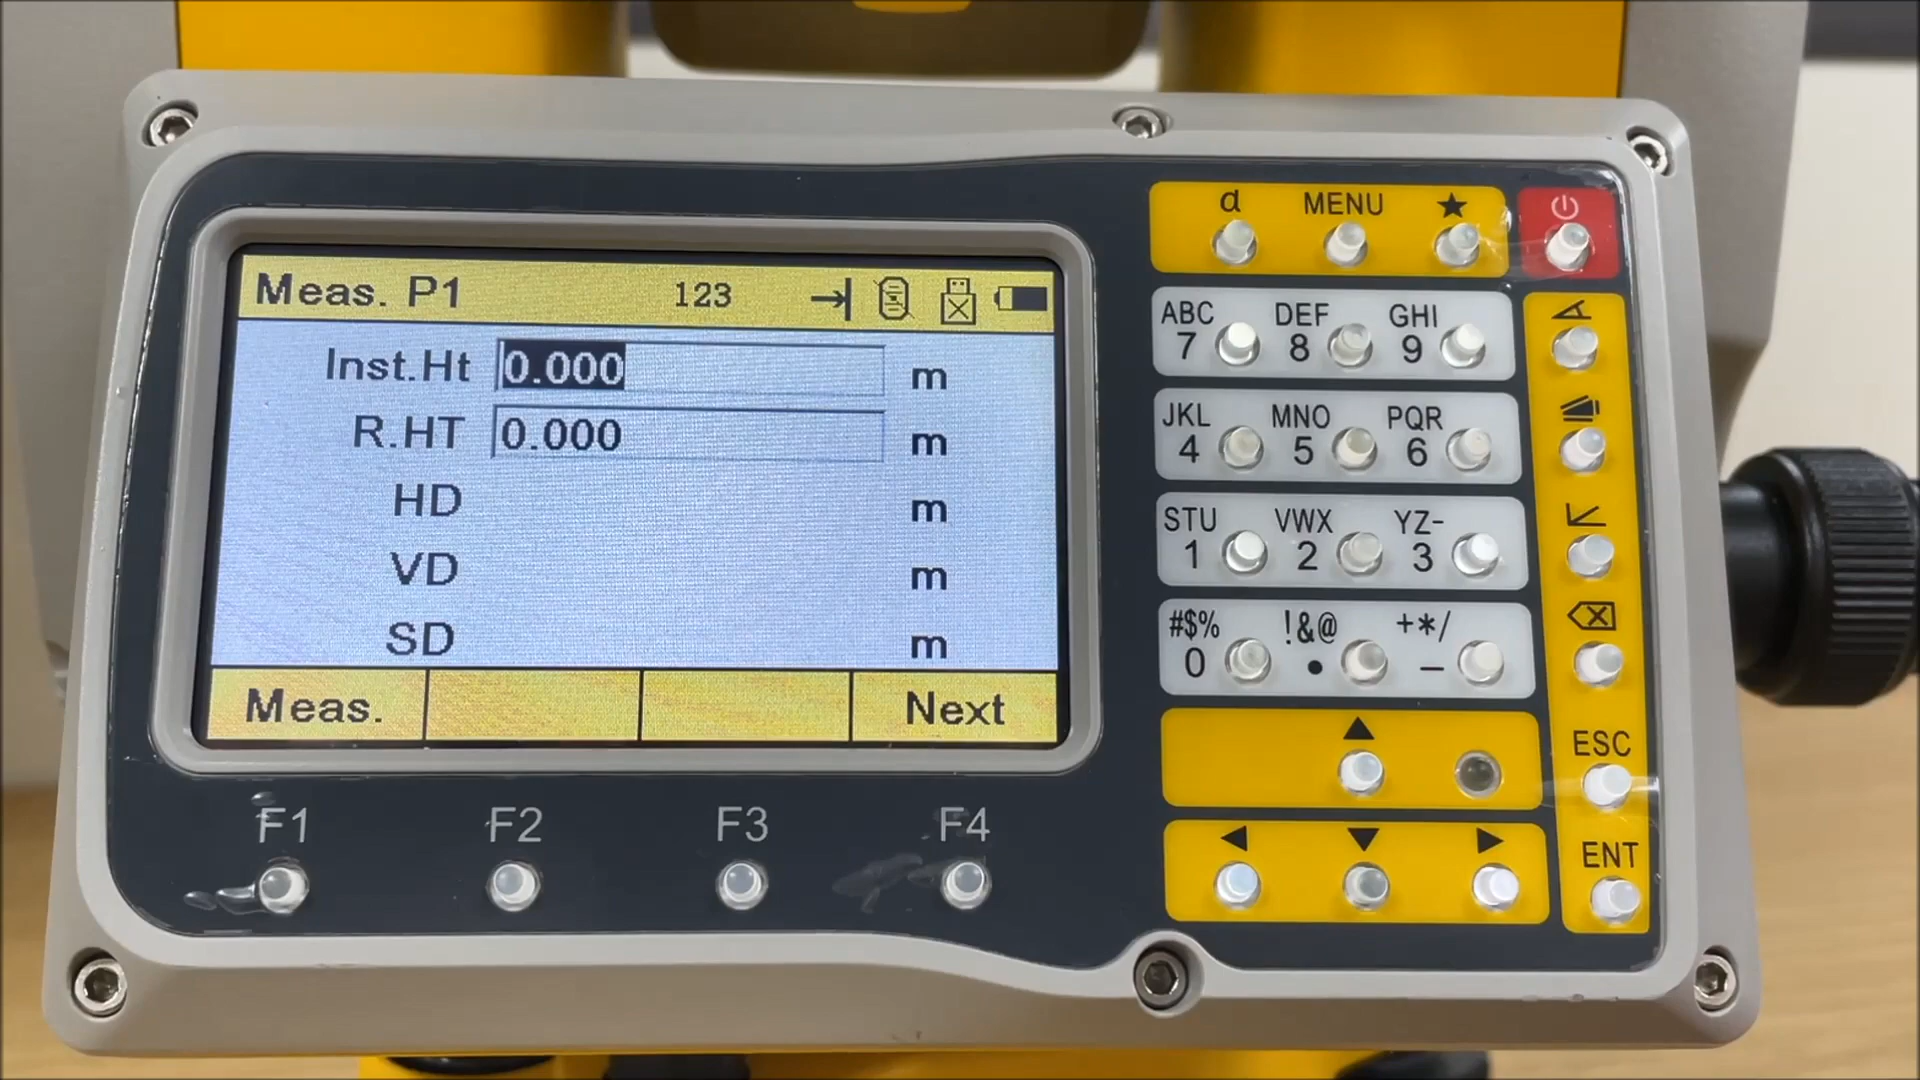 Meas. P1 123
Inst.Ht 0.000 m
R.HT 0.000 m
HD m
VD m
SD m
Meas. Next
F1 F2 F3 F4
α MENU
ABC DEF GHI
7 8 9
JKL MNO PQR
4 5 6
STU VWX YZ-
1 2 3
#$% !&@ +*/
0 • –
ESC
ENT